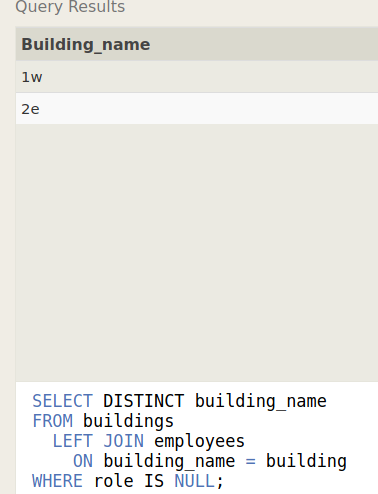 Query Results
Building_name
1w
2e
SELECT DISTINCT building_name
FROM buildings
  LEFT JOIN employees
    ON building_name = building
WHERE role IS NULL;